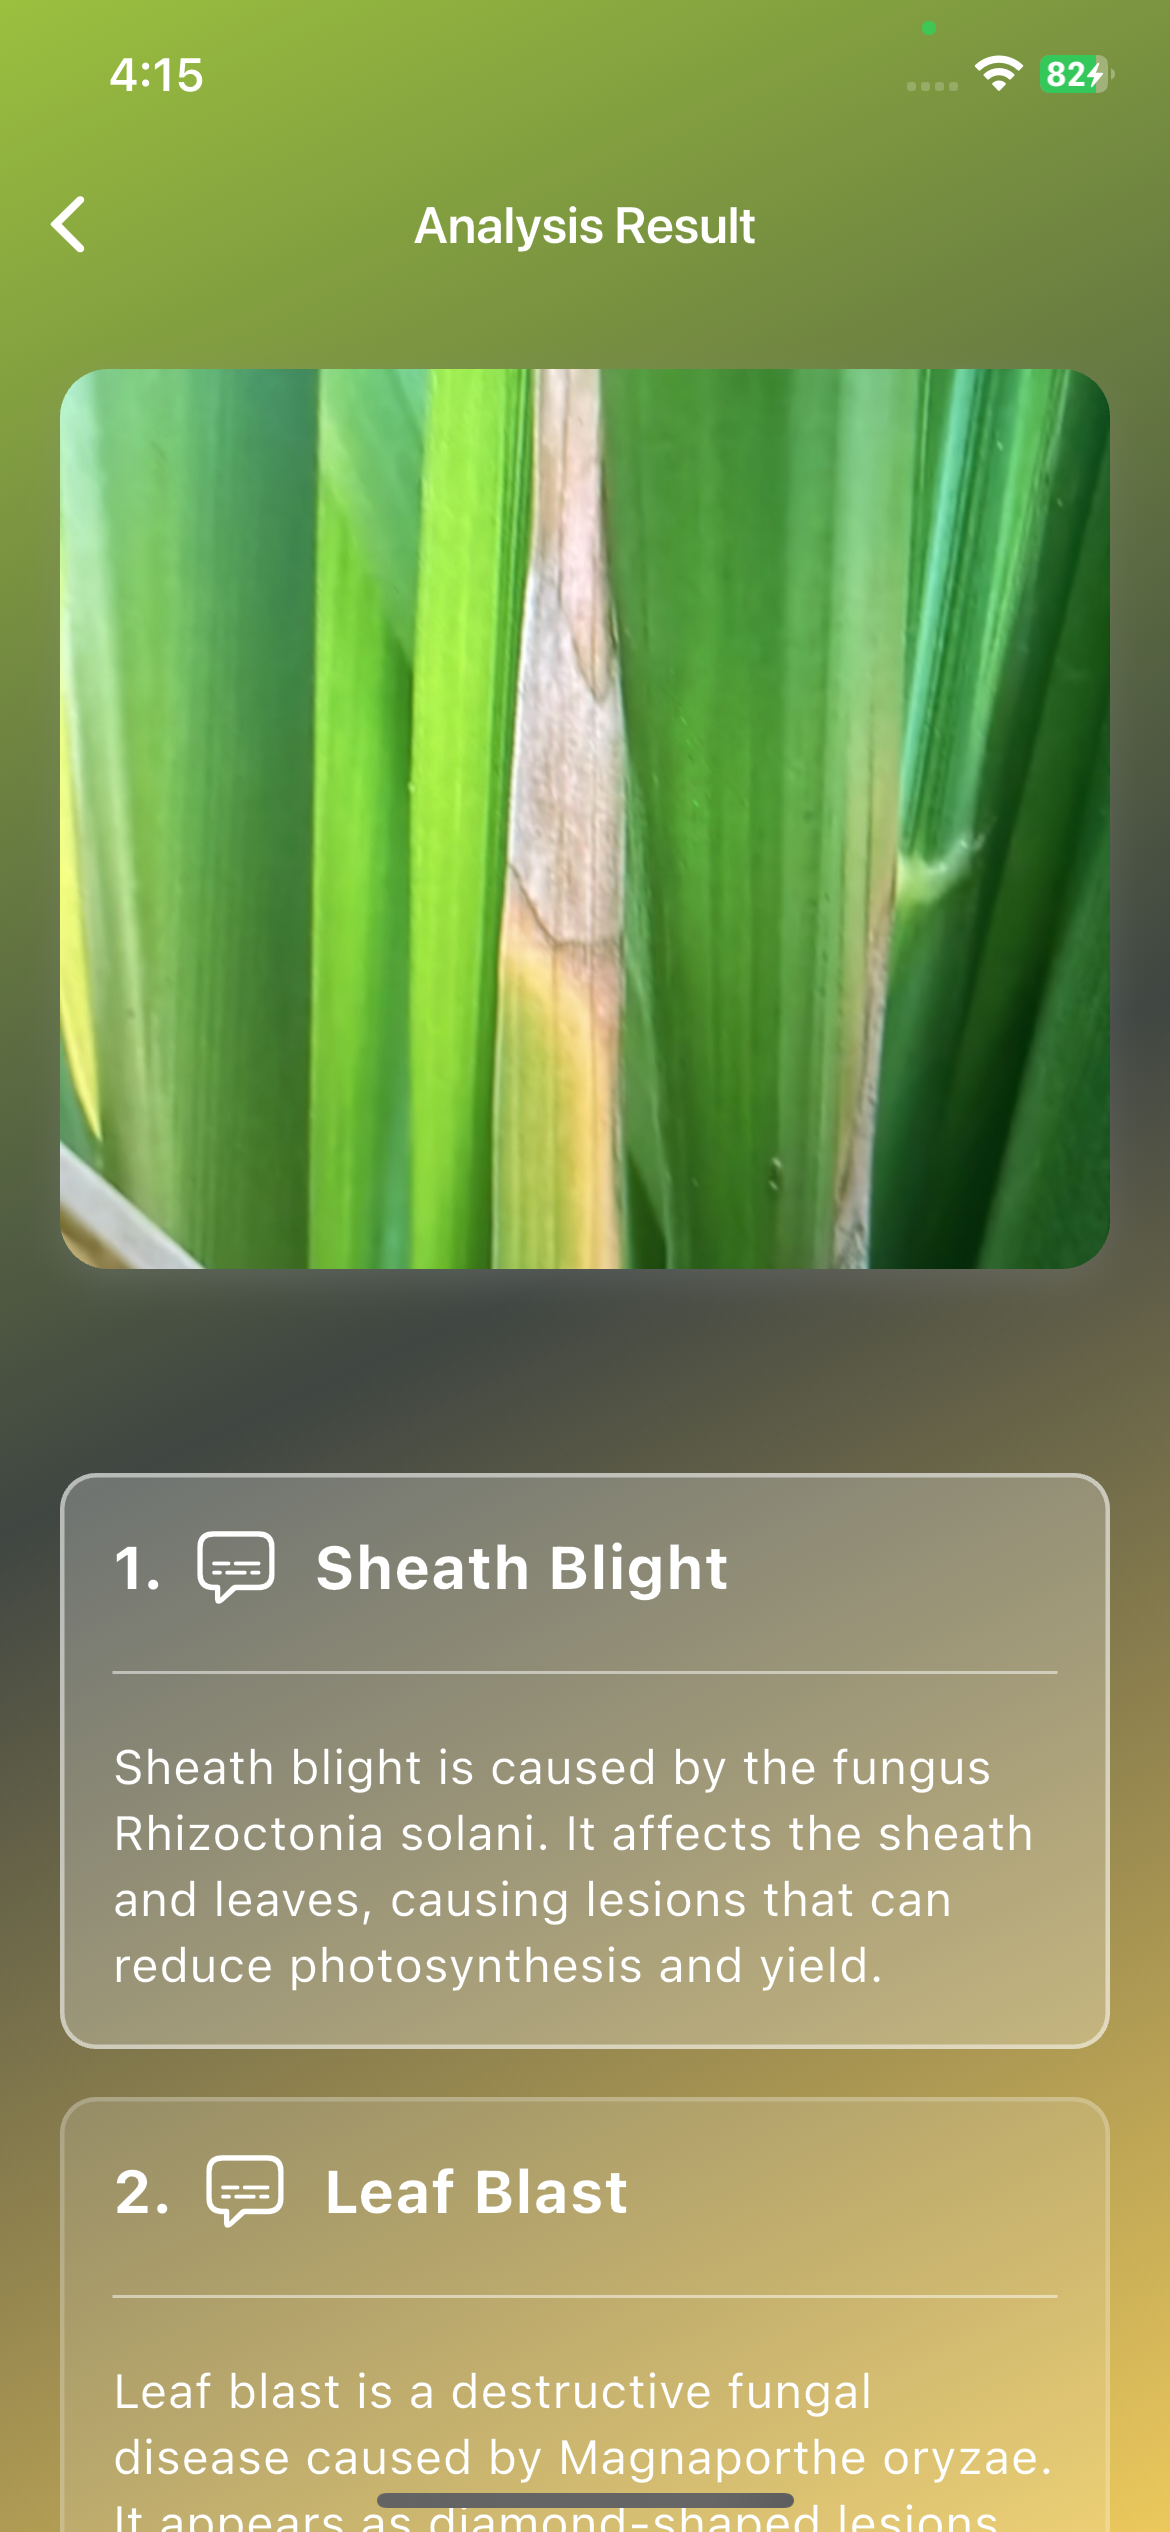 4:15
82
Analysis Result
1. Sheath Blight
Sheath blight is caused by the fungus
Rhizoctonia solani. It affects the sheath
and leaves, causing lesions that can
reduce photosynthesis and yield.
2. Leaf Blast
Leaf blast is a destructive fungal
disease caused by Magnaporthe oryzae.
It appears as diamond-shaped lesions